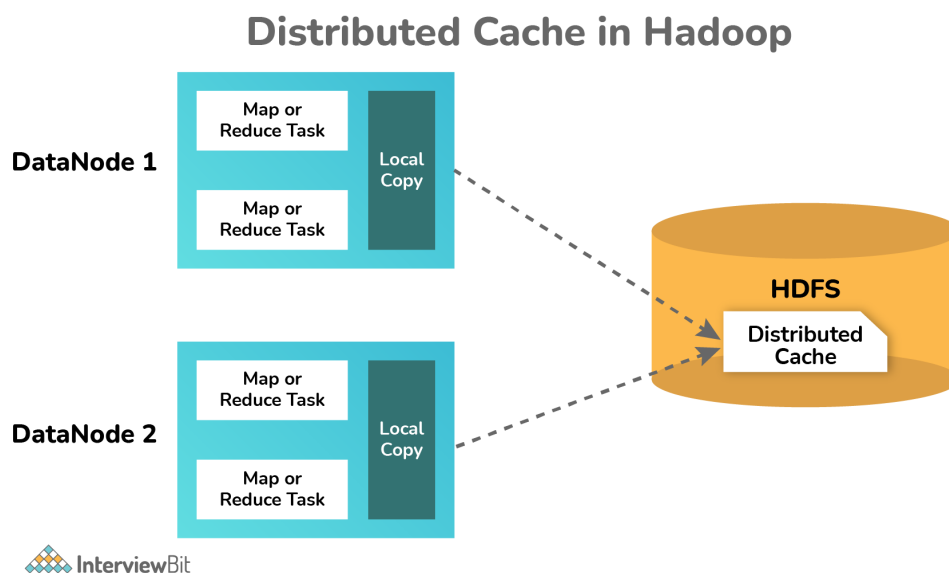 Distributed Cache in Hadoop
DataNode 1
Map or
Reduce Task
Map or
Reduce Task
Local
Copy
HDFS
Distributed
Cache
DataNode 2
Map or
Reduce Task
Map or
Reduce Task
Local
Copy
InterviewBit